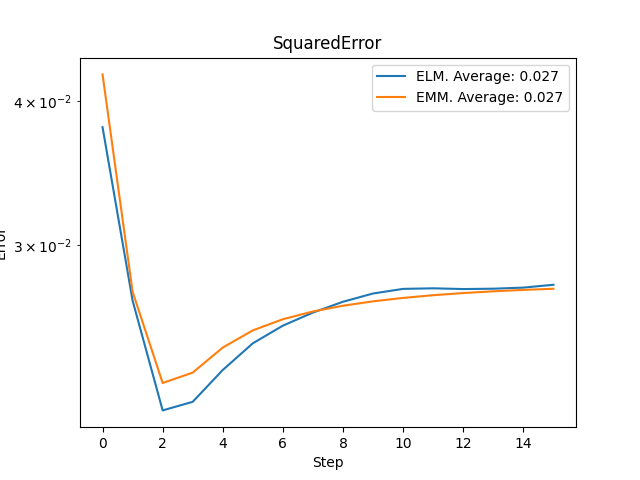 SquaredError
ELM. Average: 0.027
EMM. Average: 0.027
4 × 10⁻²
3 × 10⁻²
Error
0 2 4 6 8 10 12 14
Step